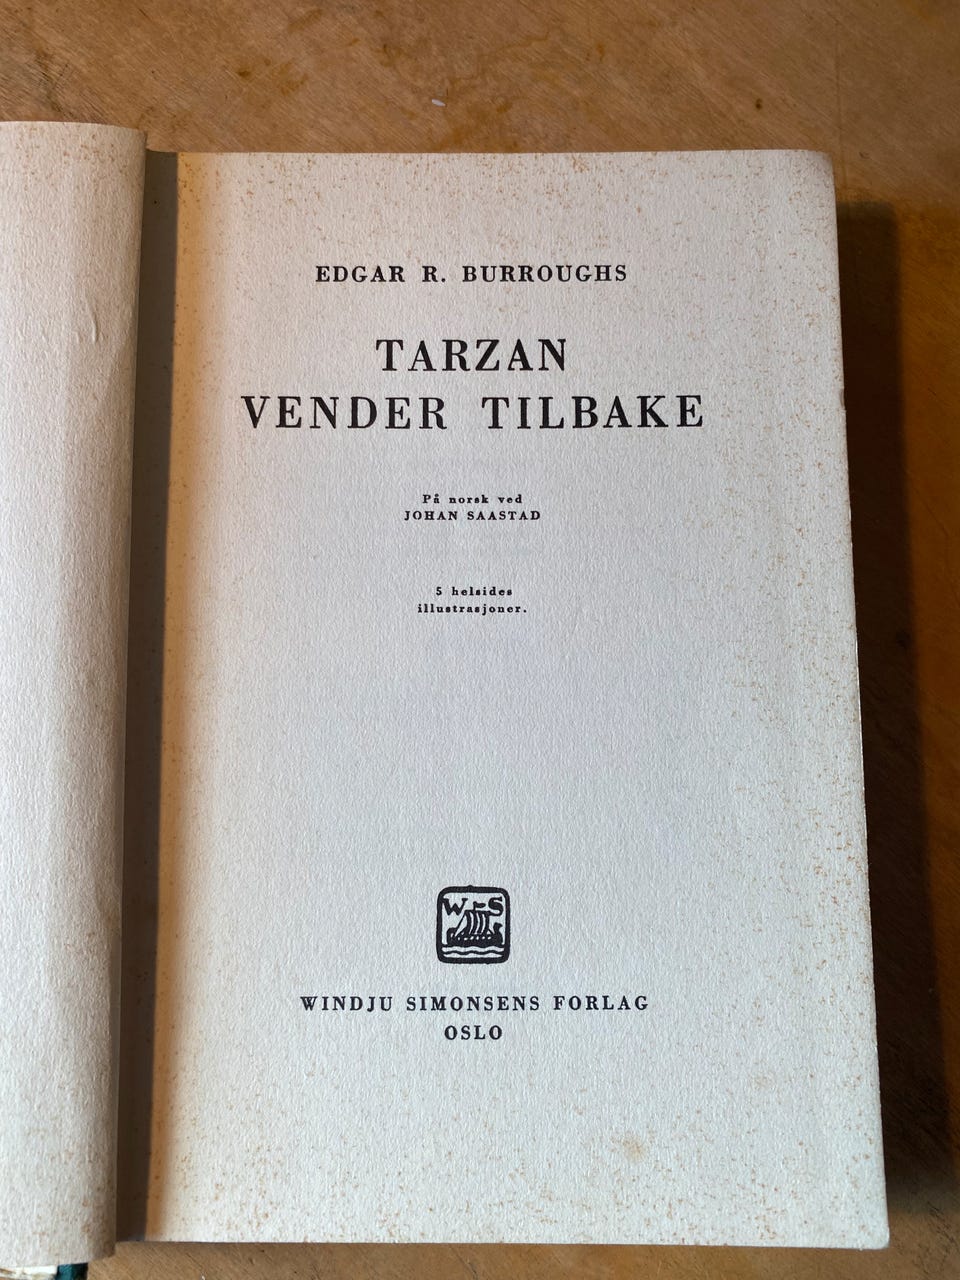 EDGAR R. BURROUGHS
TARZAN
VENDER TILBAKE
På norsk ved
JOHAN SAASTAD
5 helsides
illustrasjoner.
W S
WINDJU SIMONSENS FORLAG
OSLO